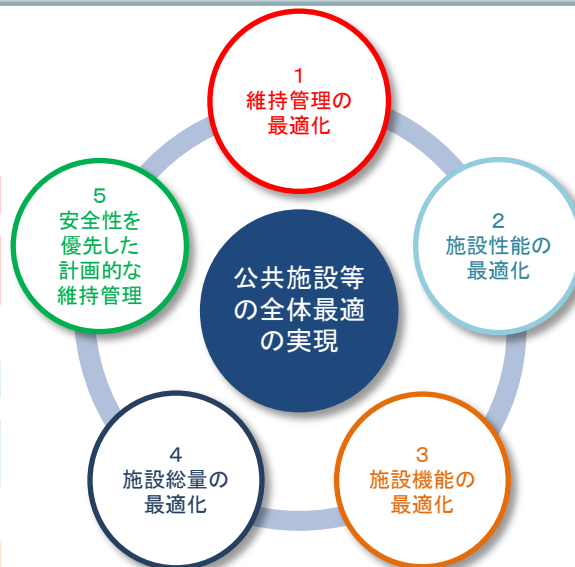 1
維持管理の
最適化
2
施設性能の
最適化
3
施設機能の
最適化
4
施設総量の
最適化
5
安全性を
優先した
計画的な
維持管理
公共施設等
の全体最適
の実現